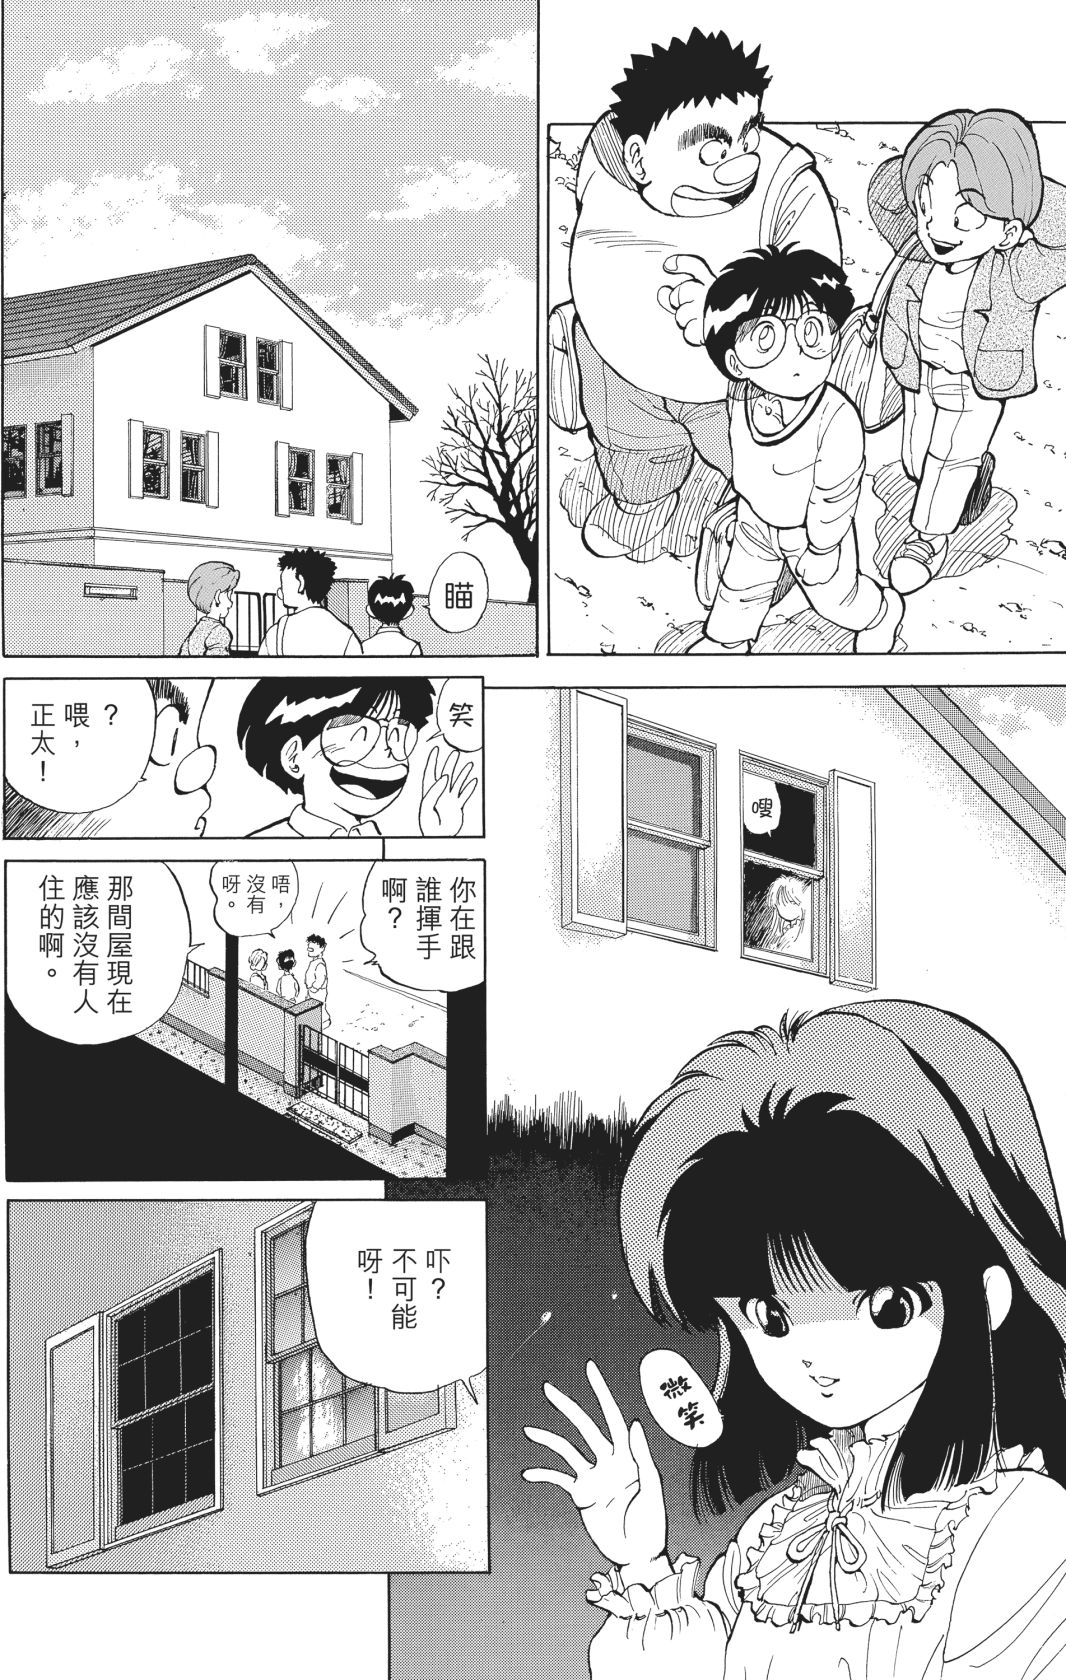 瞄
嗖
微笑
笑
？
喂，
正太！
你在跟
誰揮手
啊？
唔，
沒有
呀。
那間屋現在
應該沒有人
住的啊。
吓？
不可能
呀！